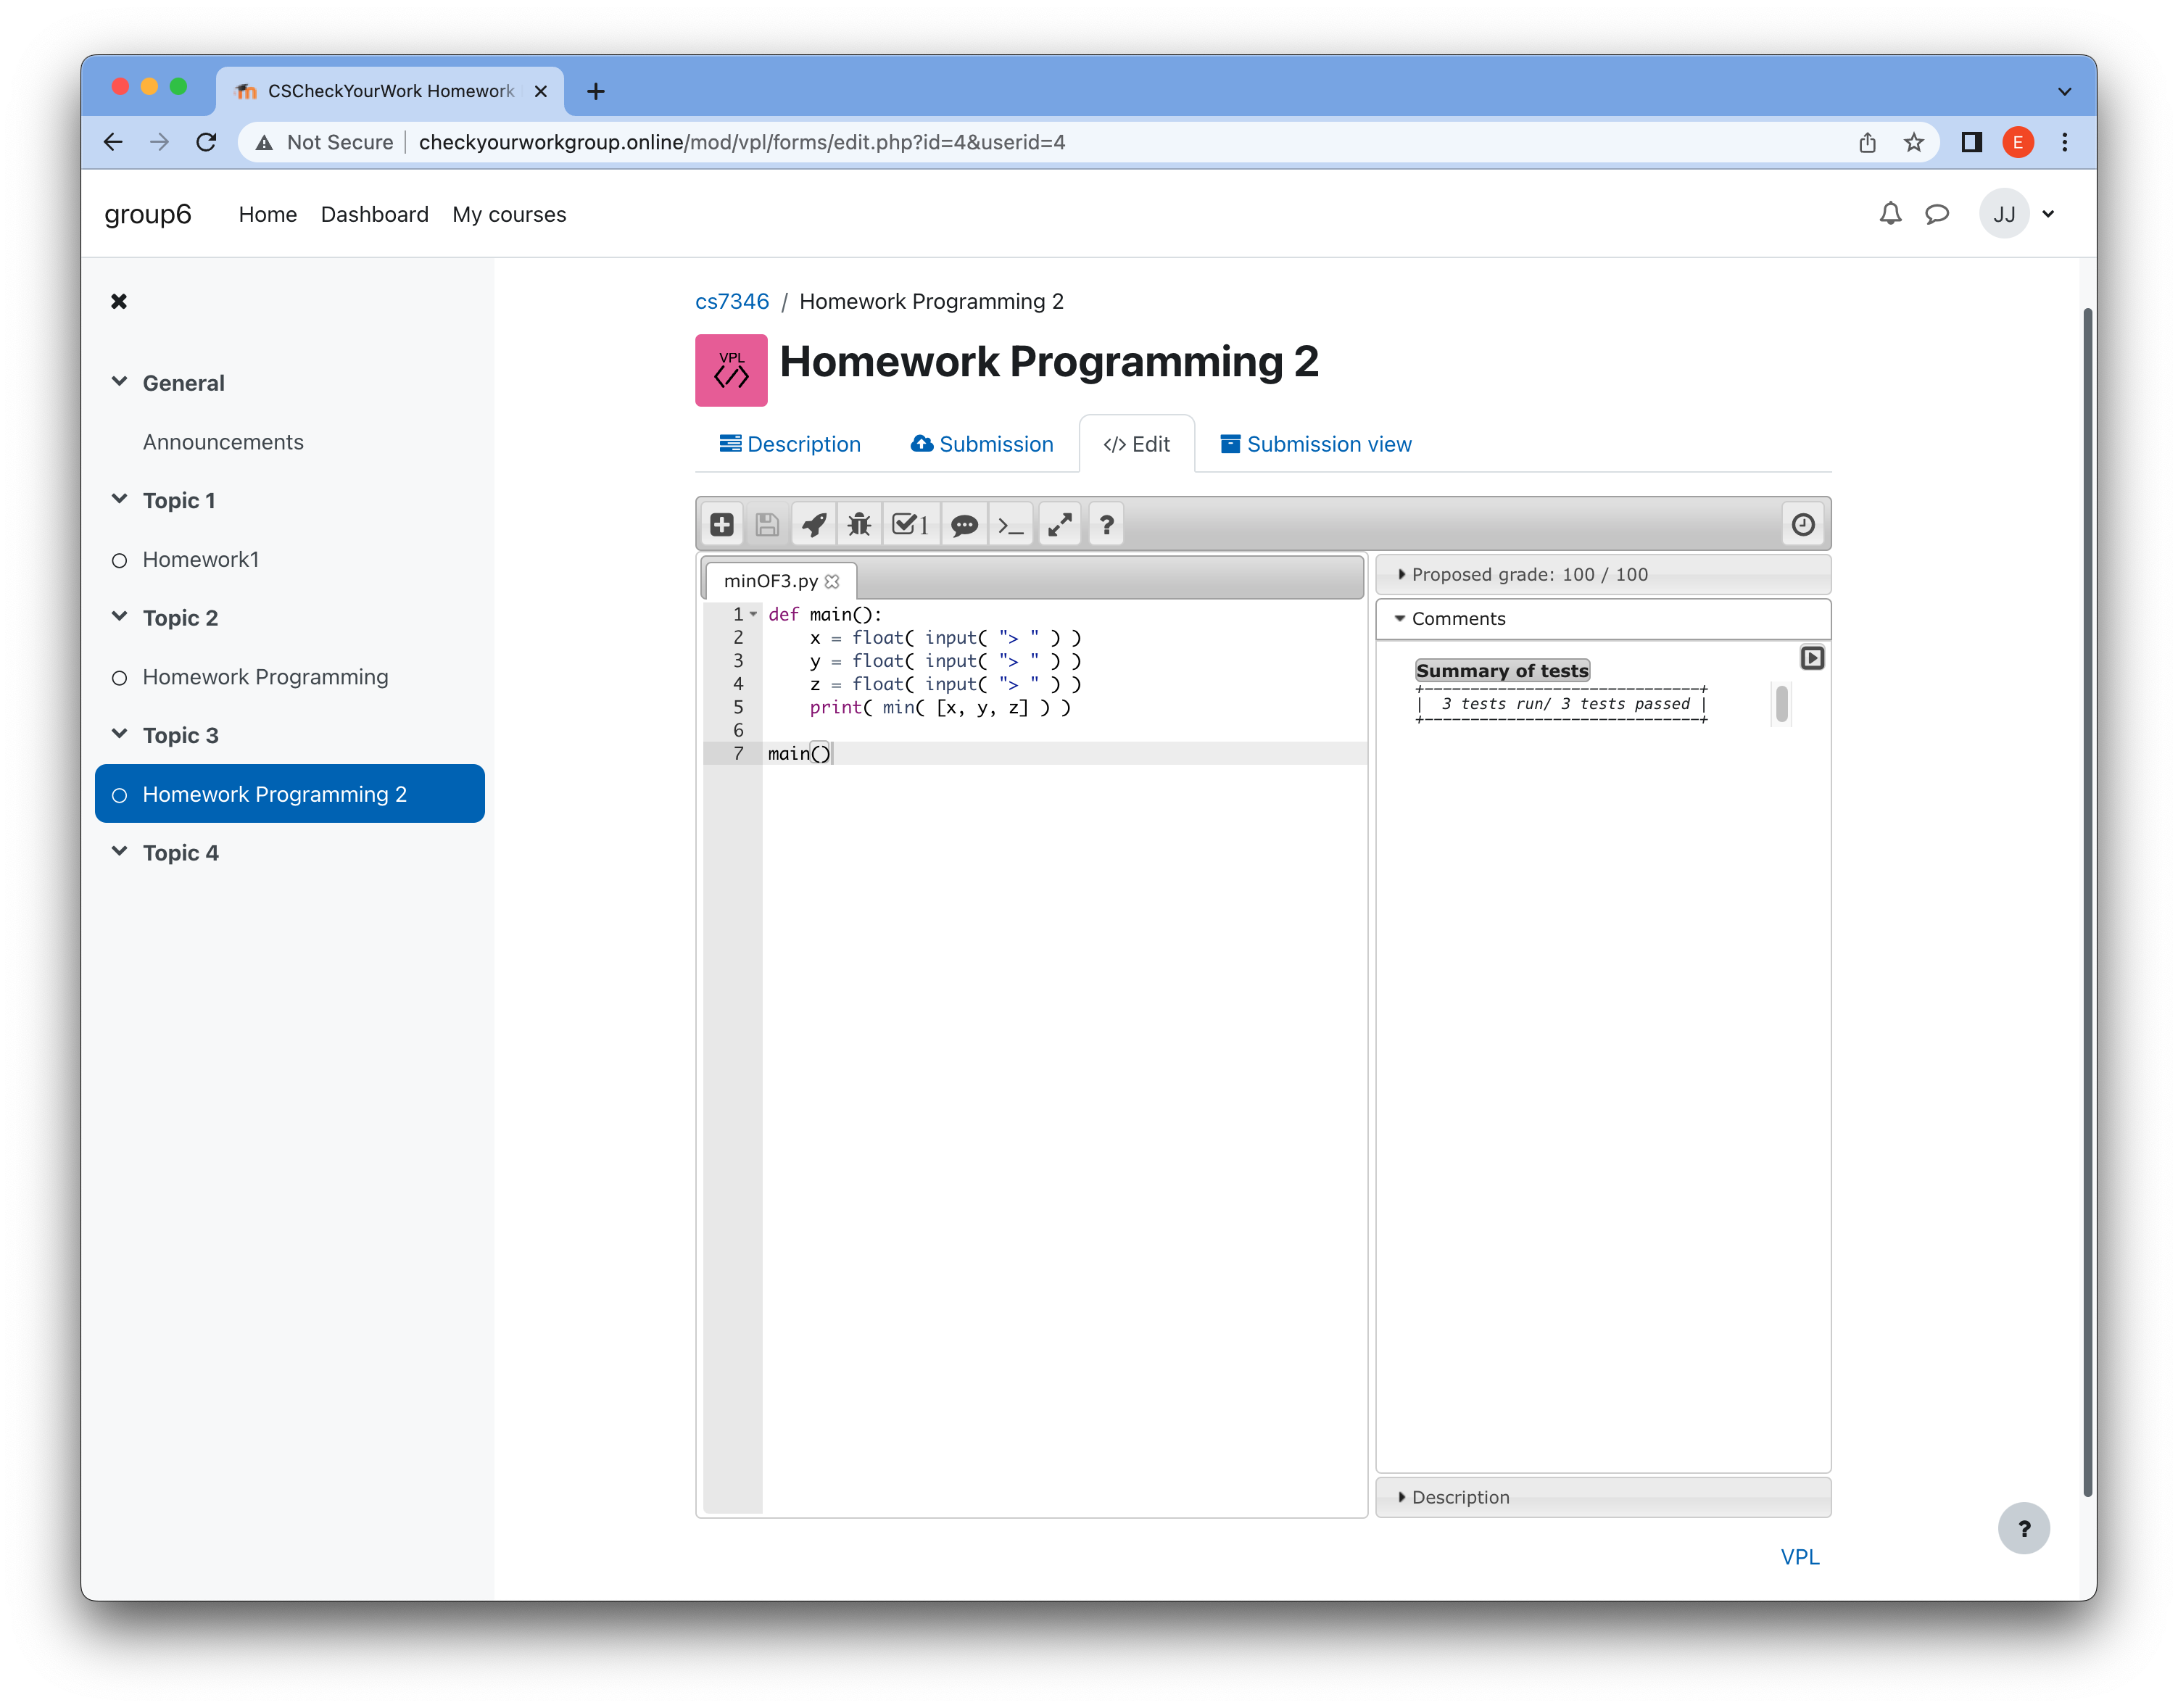 CSCheckYourWork Homework
Not Secure
checkyourworkgroup.online/mod/vpl/forms/edit.php?id=4&userid=4
E
group6
Home
Dashboard
My courses
JJ
General
Announcements
Topic 1
Homework1
Topic 2
Homework Programming
Topic 3
Homework Programming 2
Topic 4
cs7346 / Homework Programming 2
VPL
</>
Homework Programming 2
Description
Submission
</> Edit
Submission view
1
>_
?
minOF3.py
1 def main():
2     x = float( input( "> " ) )
3     y = float( input( "> " ) )
4     z = float( input( "> " ) )
5     print( min( [x, y, z] ) )
6
7 main()
Proposed grade: 100 / 100
Comments
Summary of tests
+------------------------------+
|  3 tests run/ 3 tests passed |
+------------------------------+
Description
VPL
?